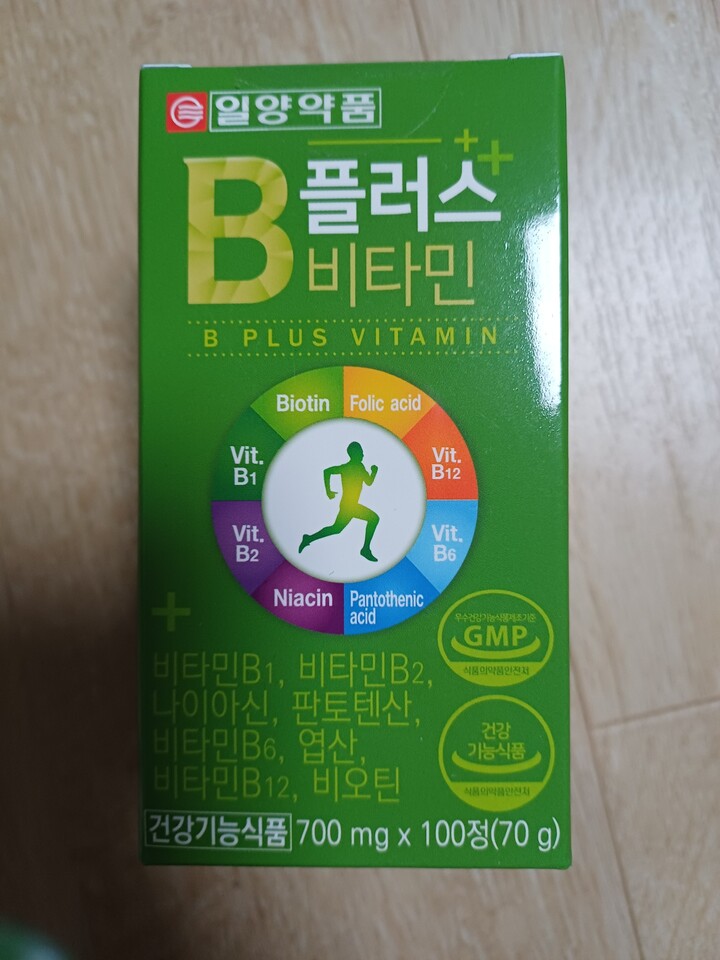 일양약품
B 플러스
비타민
B PLUS VITAMIN
Biotin
Folic acid
Vit. B1
Vit. B12
Vit. B2
Vit. B6
Niacin
Pantothenic acid
우수건강기능식품제조기준
GMP
식품의약품안전처
비타민B1, 비타민B2,
나이아신, 판토텐산,
비타민B6, 엽산,
비타민B12, 비오틴
건강
기능식품
식품의약품안전처
건강기능식품 700 mg x 100정(70 g)